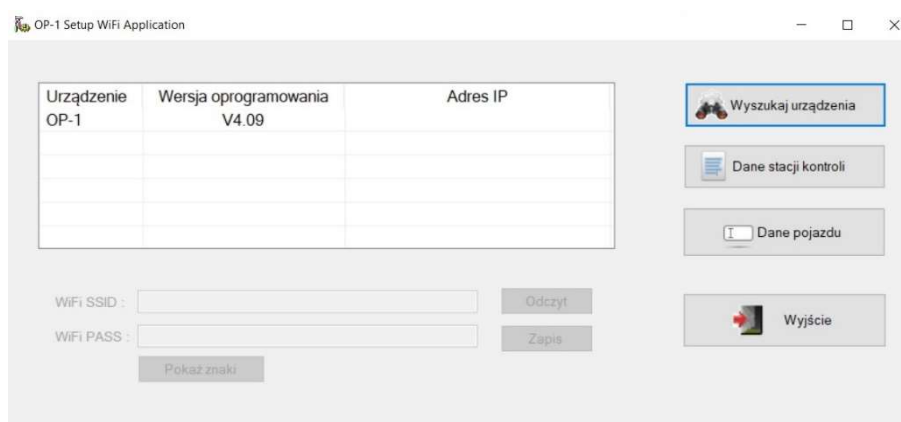 OP-1 Setup WiFi Application
Urządzenie Wersja oprogramowania Adres IP
OP-1 V4.09
Wyszukaj urządzenia
Dane stacji kontroli
Dane pojazdu
WiFi SSID : Odczyt
WiFi PASS : Zapis
Pokaż znaki
Wyjście